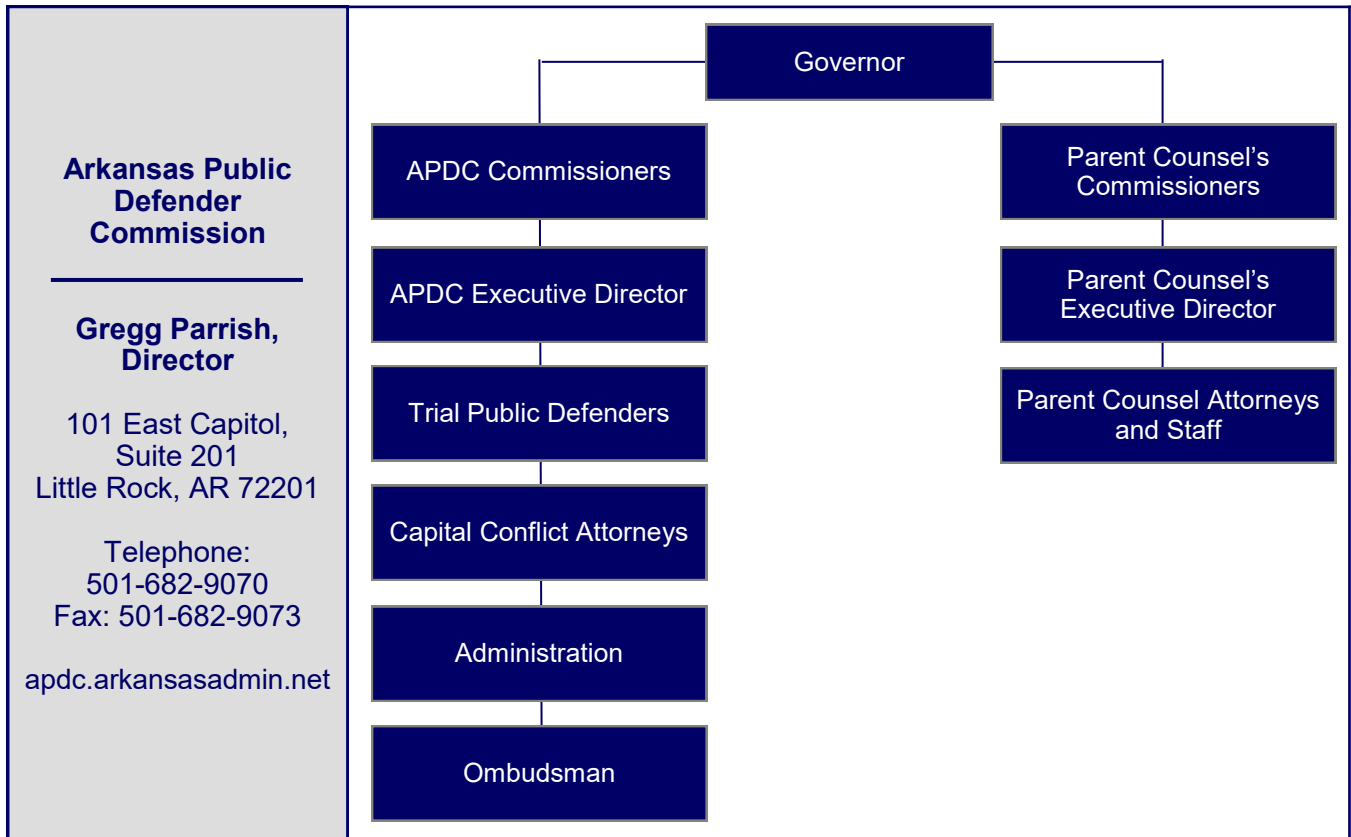 Arkansas Public
Defender
Commission
Gregg Parrish,
Director
101 East Capitol,
Suite 201
Little Rock, AR 72201
Telephone:
501-682-9070
Fax: 501-682-9073
apdc.arkansasadmin.net
Governor
APDC Commissioners
APDC Executive Director
Trial Public Defenders
Capital Conflict Attorneys
Administration
Ombudsman
Parent Counsel’s
Commissioners
Parent Counsel’s
Executive Director
Parent Counsel Attorneys
and Staff